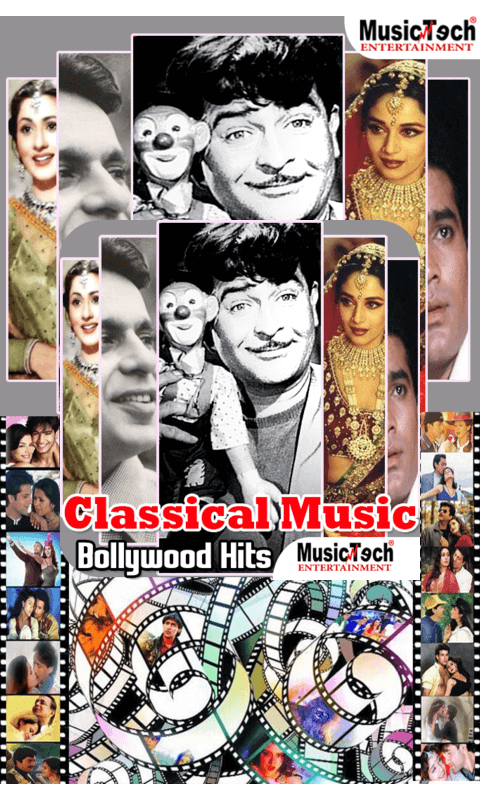 MusicTech®
ENTERTAINMENT
Classical Music
Bollywood Hits
MusicTech®
ENTERTAINMENT